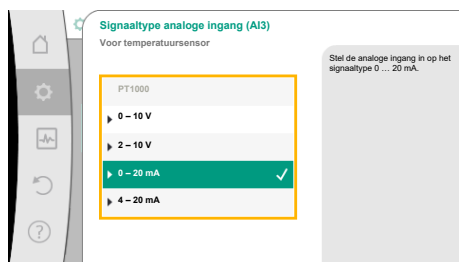 Signaaltype analoge ingang (AI3)
Voor temperatuursensor
Stel de analoge ingang in op het
signaaltype 0 … 20 mA.
PT1000
0 – 10 V
2 – 10 V
0 – 20 mA
4 – 20 mA
?